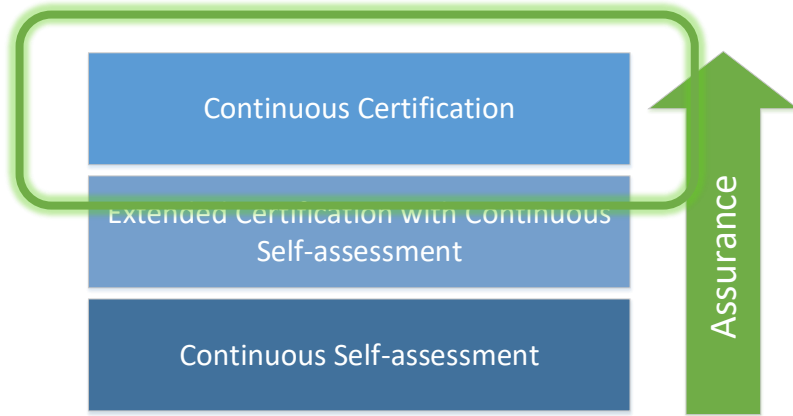 Continuous Certification
Extended Certification with Continuous
Self-assessment
Continuous Self-assessment
Assurance